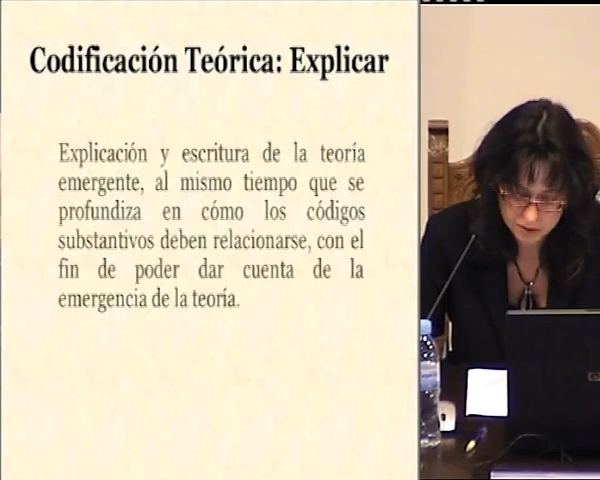 Codificación Teórica: Explicar
Explicación y escritura de la teoría
emergente, al mismo tiempo que se
profundiza en cómo los códigos
substantivos deben relacionarse, con el
fin de poder dar cuenta de la
emergencia de la teoría.